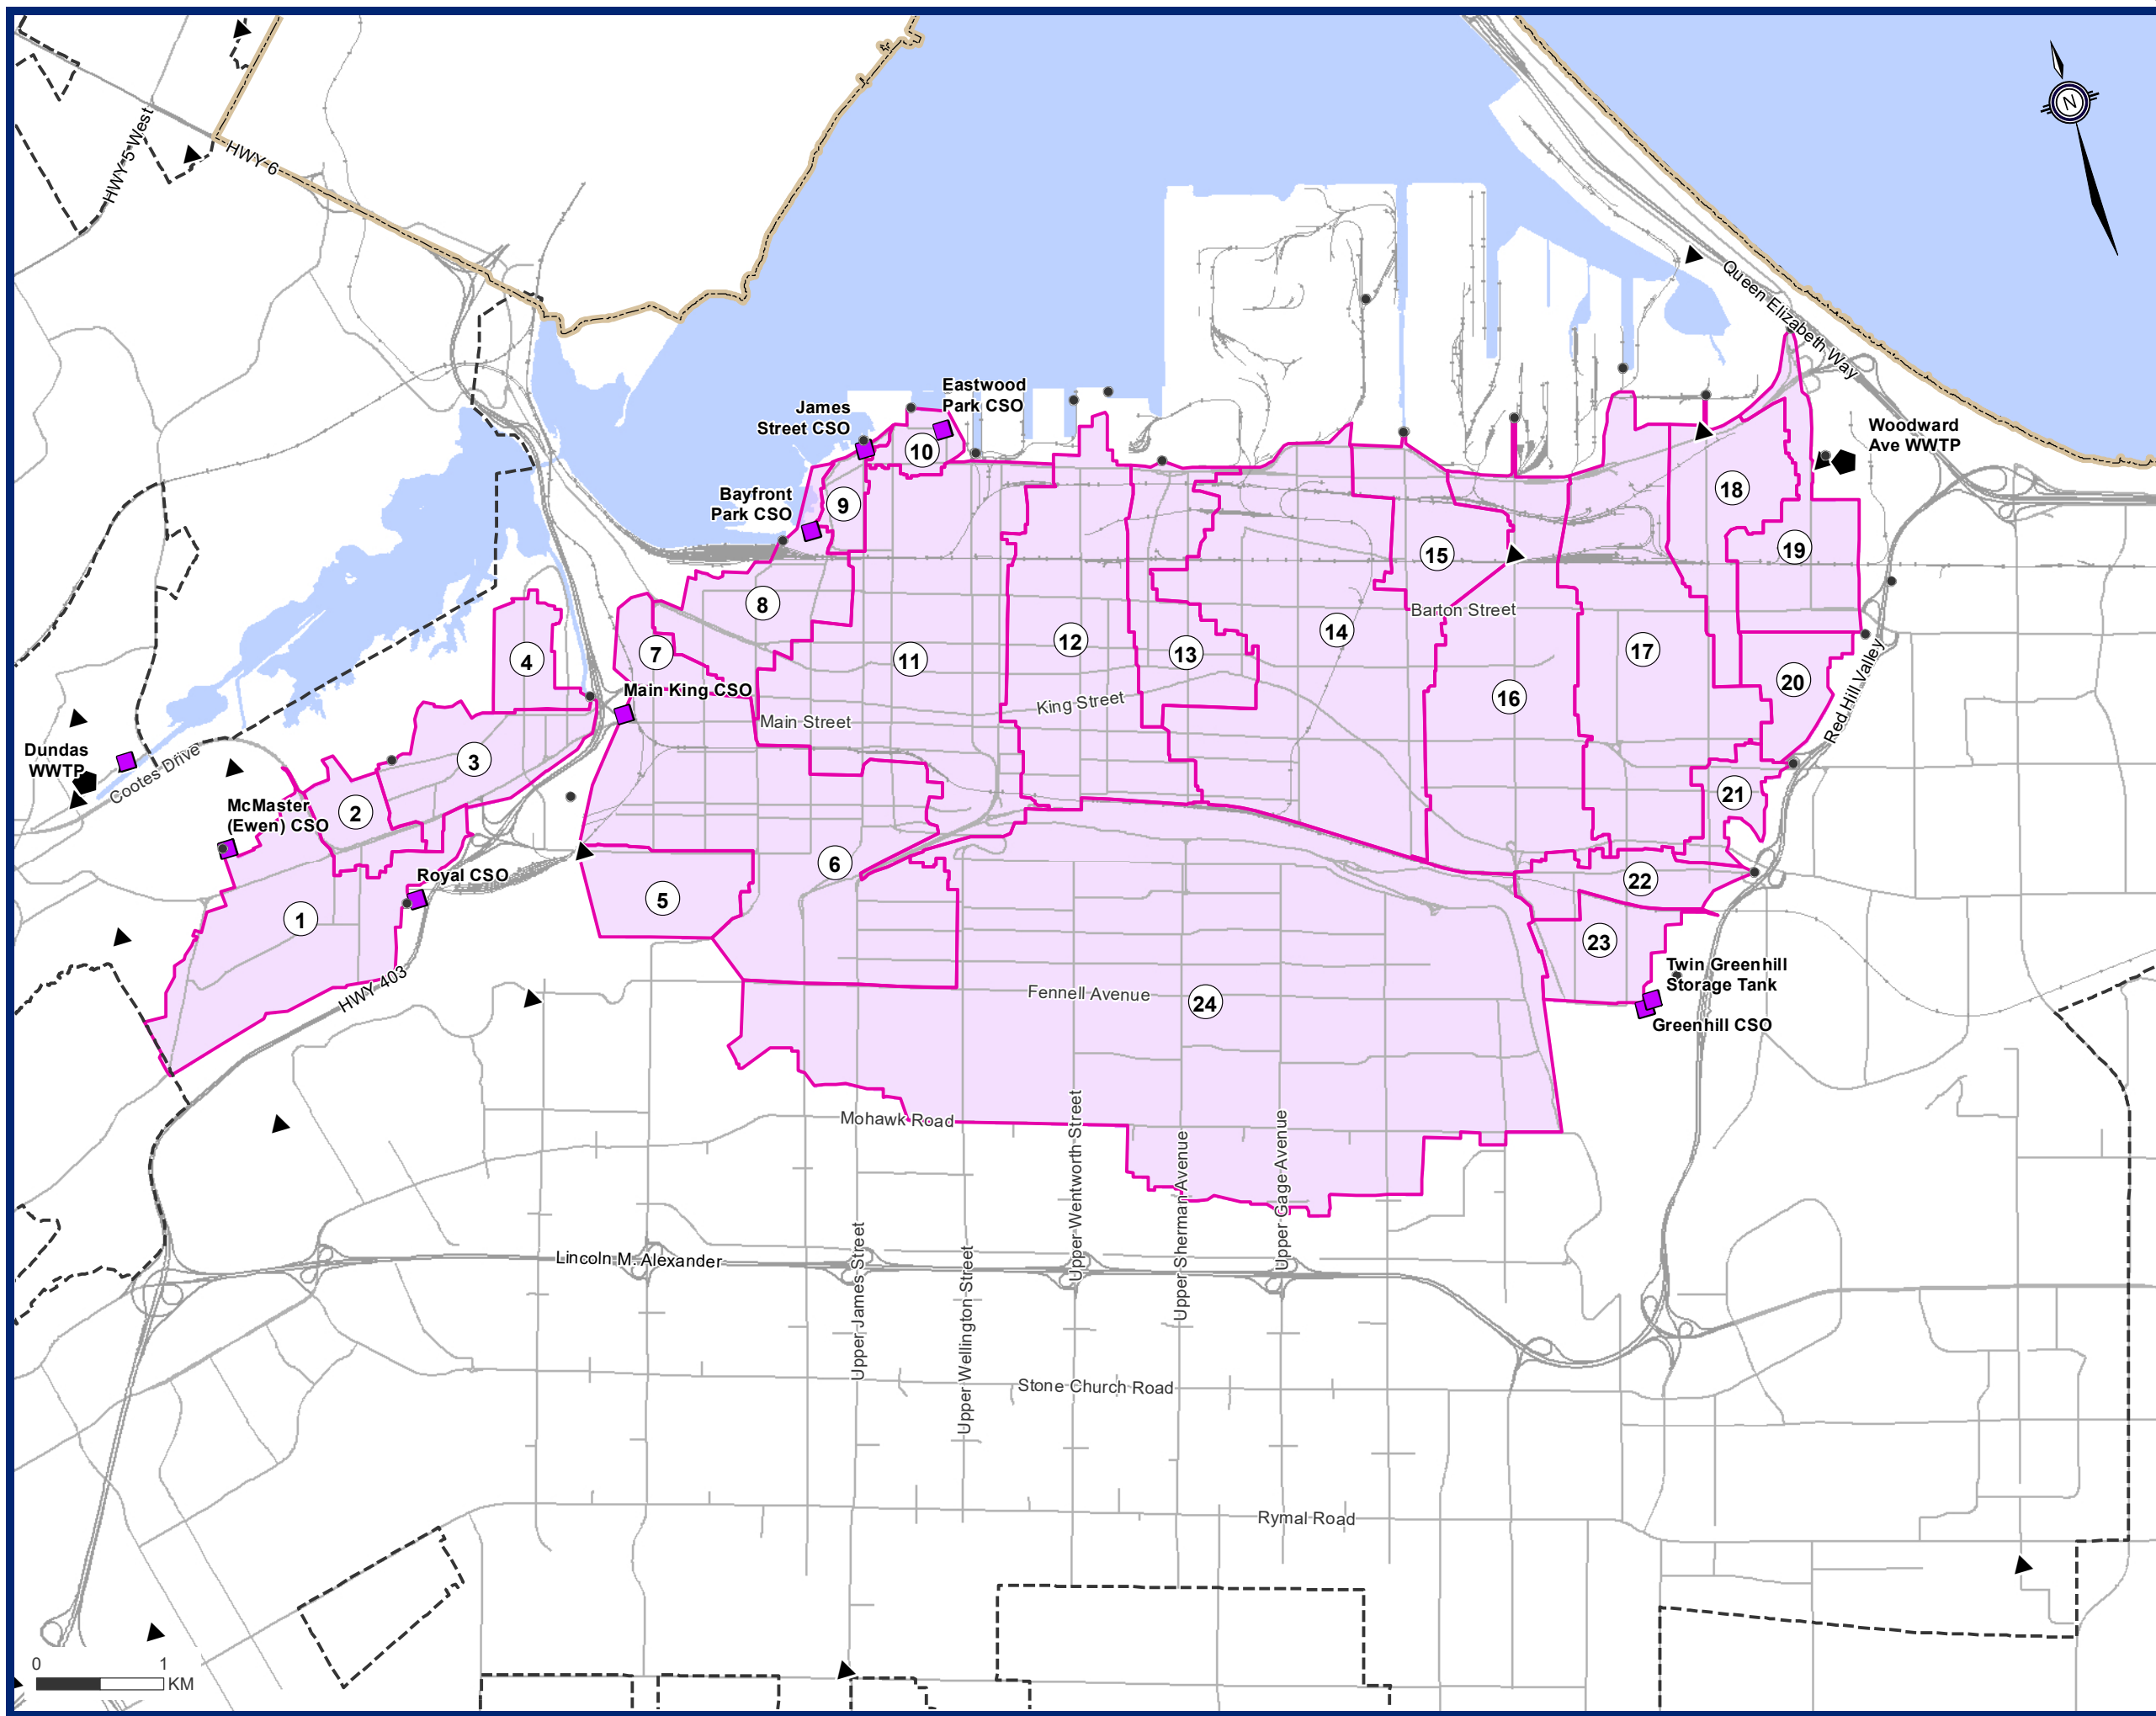 HWY 5 West
HWY 6
N
Queen Elizabeth Way
Eastwood
Park CSO
James
Street CSO
10
Woodward
Ave WWTP
Bayfront
Park CSO
9
18
15
19
8
Barton Street
4
7
11
12
13
14
17
16
20
Main King CSO
King Street
Main Street
Red Hill Valley
Dundas
WWTP
Cootes Drive
3
2
21
McMaster
(Ewen) CSO
6
Royal CSO
5
22
1
23
HWY 403
Twin Greenhill
Storage Tank
Fennell Avenue
24
Greenhill CSO
Mohawk Road
Upper James Street
Upper Wellington Street
Upper Wentworth Street
Upper Sherman Avenue
Upper Gage Avenue
Lincoln M. Alexander
Stone Church Road
Rymal Road
0 1
KM